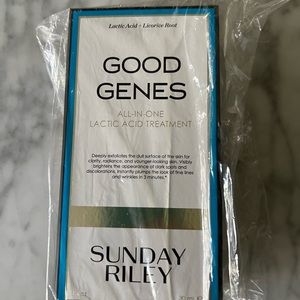 Lactic Acid + Licorice Root
GOOD
GENES
ALL-IN-ONE
LACTIC ACID TREATMENT
Deeply exfoliates the dull surface of the skin for
clarity, radiance, and younger-looking skin. Visibly
brightens the appearance of dark spots and
discolorations. Instantly plumps the look of fine lines
and wrinkles in 3 minutes.*
SUNDAY
RILEY